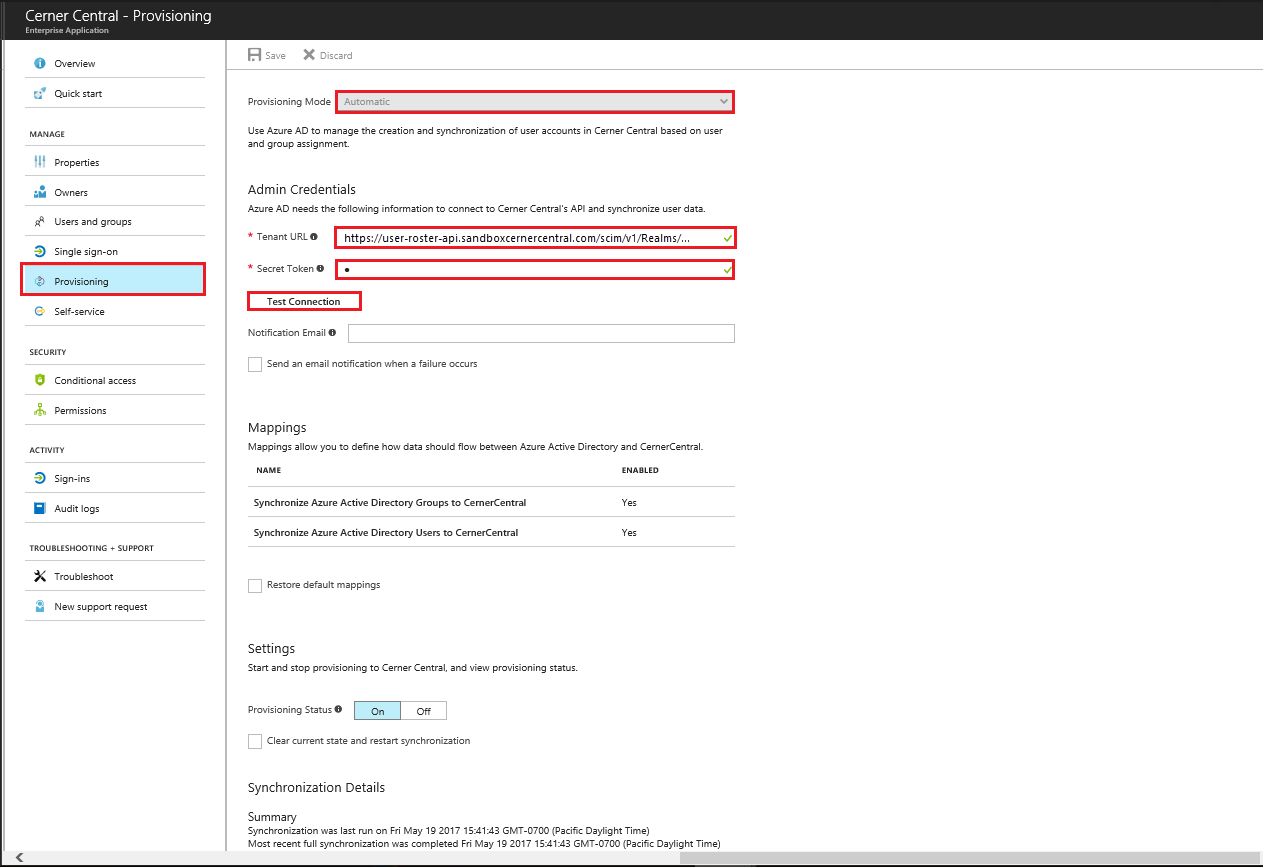 Cerner Central - Provisioning
Enterprise Application
Overview
Quick start
MANAGE
Properties
Owners
Users and groups
Single sign-on
Provisioning
Self-service
SECURITY
Conditional access
Permissions
ACTIVITY
Sign-ins
Audit logs
TROUBLESHOOTING + SUPPORT
Troubleshoot
New support request
Save Discard
Provisioning Mode Automatic
Use Azure AD to manage the creation and synchronization of user accounts in Cerner Central based on user
and group assignment.
Admin Credentials
Azure AD needs the following information to connect to Cerner Central's API and synchronize user data.
* Tenant URL https://user-roster-api.sandboxcernercentral.com/scim/v1/Realms/...
* Secret Token ●
Test Connection
Notification Email
Send an email notification when a failure occurs
Mappings
Mappings allow you to define how data should flow between Azure Active Directory and CernerCentral.
NAME ENABLED
Synchronize Azure Active Directory Groups to CernerCentral Yes
Synchronize Azure Active Directory Users to CernerCentral Yes
Restore default mappings
Settings
Start and stop provisioning to Cerner Central, and view provisioning status.
Provisioning Status On Off
Clear current state and restart synchronization
Synchronization Details
Summary
Synchronization was last run on Fri May 19 2017 15:41:43 GMT-0700 (Pacific Daylight Time)
Most recent full synchronization was completed Fri May 19 2017 15:41:43 GMT-0700 (Pacific Daylight Time)